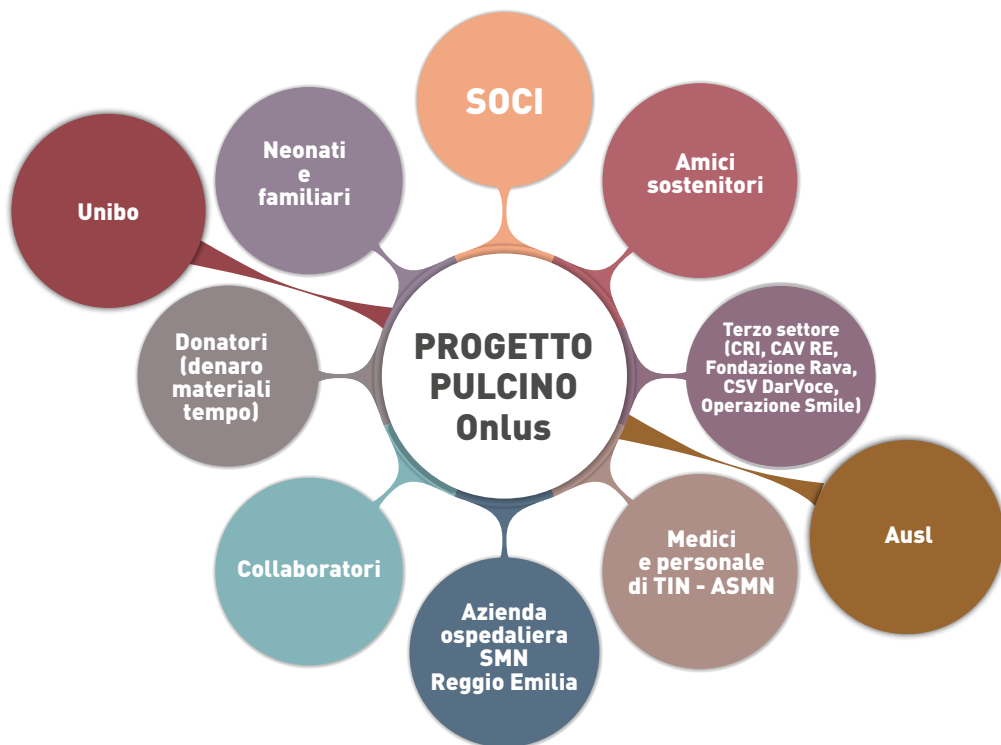 SOCI
Neonati
e
familiari
Amici
sostenitori
Unibo
Donatori
(denaro
materiali
tempo)
PROGETTO
PULCINO
Onlus
Terzo settore
(CRI, CAV RE,
Fondazione Rava,
CSV DarVoce,
Operazione Smile)
Ausl
Collaboratori
Medici
e personale
di TIN - ASMN
Azienda
ospedaliera
SMN
Reggio Emilia